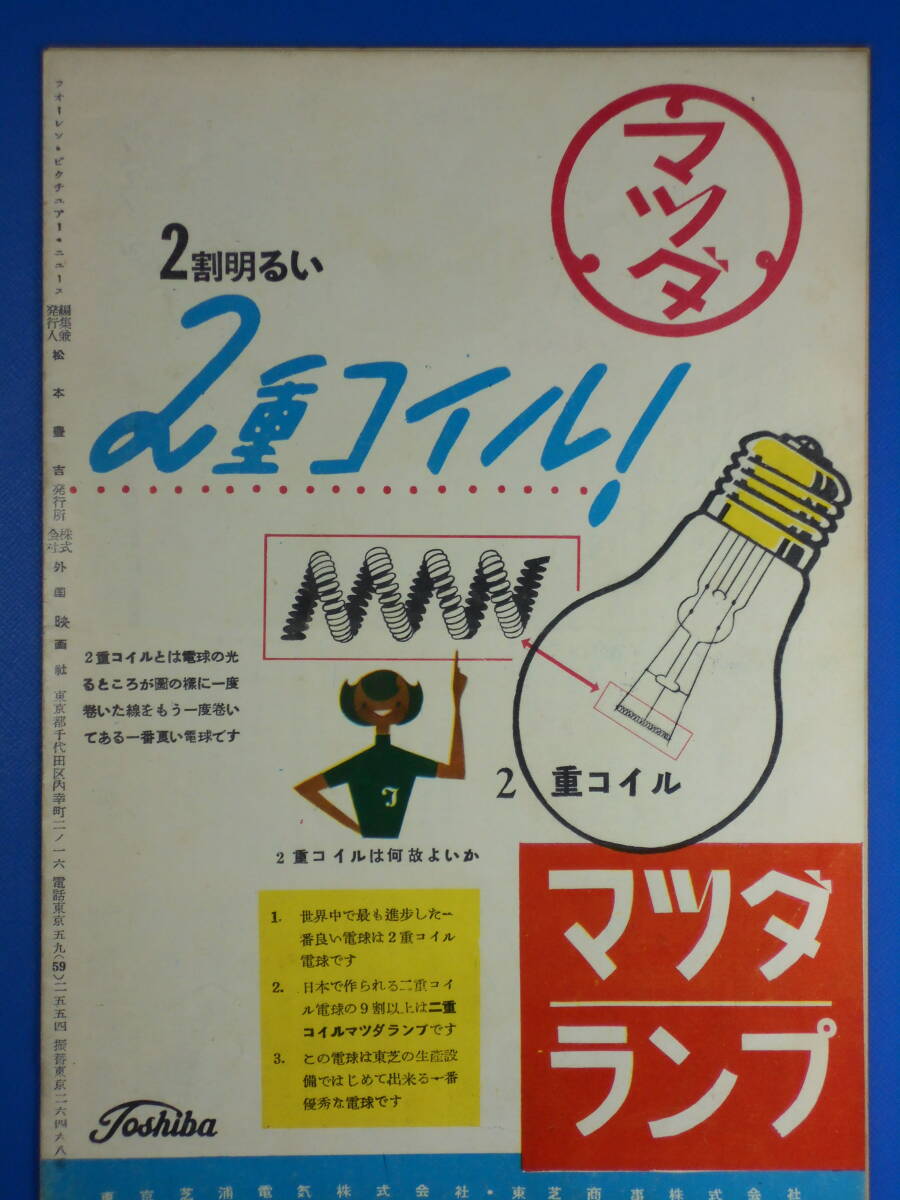 マツダ
2割明るい
2重コイル!
2重コイルとは電球の光
るところが圖の様に一度
巻いた線をもう一度巻い
てある一番眞い電球です
J
2 重コイル
2重コイルは何故よいか
1. 世界中で最も進歩した一
番良い電球は2重コイル
電球です
2. 日本で作られる二重コイ
ル電球の9割以上は二重
コイルマツダランプです
3. この電球は東芝の生產設
備ではじめて出来る一番
優秀な電球です
マツダ
ランプ
Toshiba
東京芝浦電気株式会社・東芝商事株式会社
フオーレン・ピクチュアー・ニュース 編集兼発行人 松本豊吉 発行所 株式会社 外国映画社 東京都千代田区内幸町二ノ一六 電話東京五九(59)二五五四 振替東京二六四六八